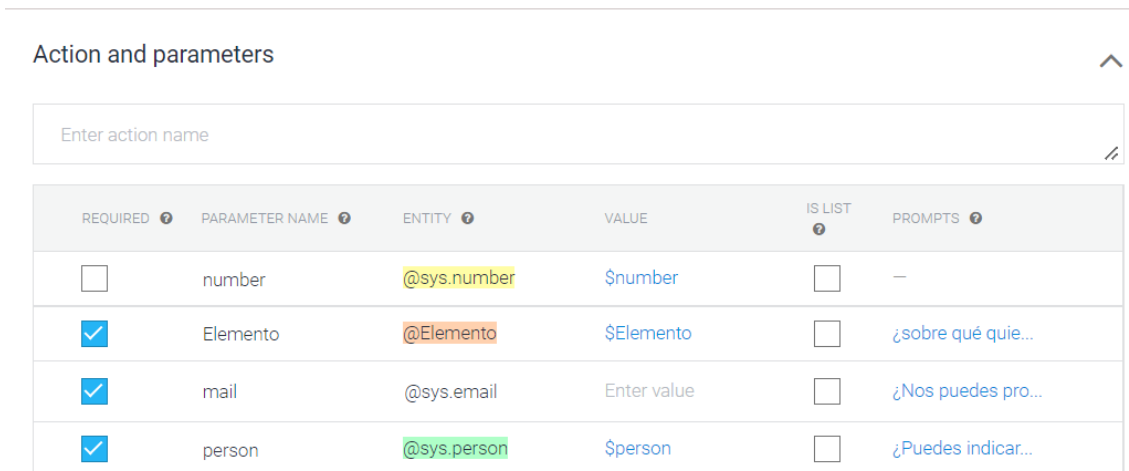 Action and parameters
Enter action name
REQUIRED PARAMETER NAME ENTITY VALUE IS LIST PROMPTS
number @sys.number $number —
Elemento @Elemento $Elemento ¿sobre qué quie...
mail @sys.email Enter value ¿Nos puedes pro...
person @sys.person $person ¿Puedes indicar...